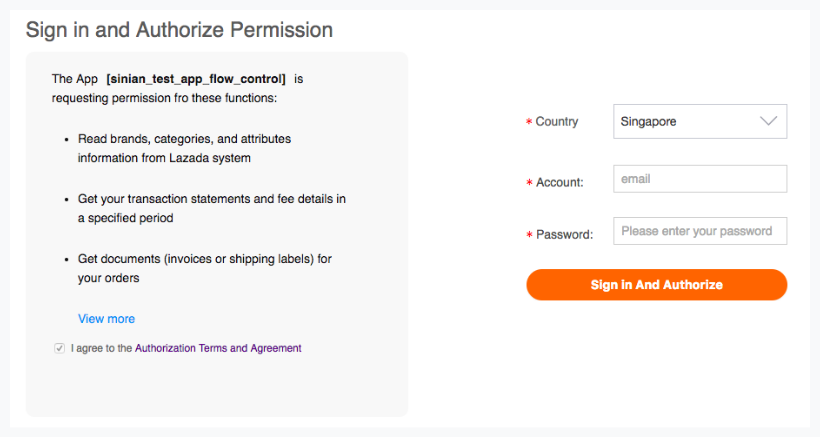 Sign in and Authorize Permission
The App [sinian_test_app_flow_control] is
requesting permission fro these functions:
Read brands, categories, and attributes
information from Lazada system
Get your transaction statements and fee details in
a specified period
Get documents (invoices or shipping labels) for
your orders
View more
I agree to the Authorization Terms and Agreement
* Country Singapore
* Account: email
* Password: Please enter your password
Sign in And Authorize